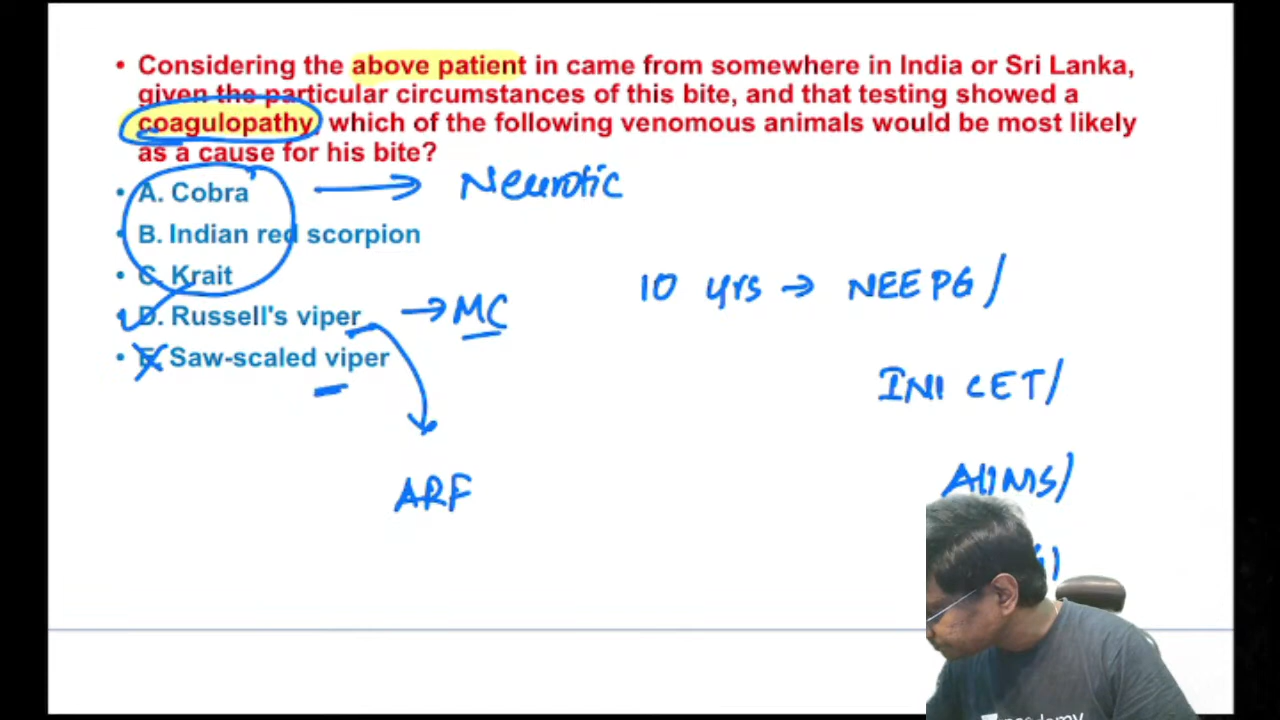 • Considering the above patient in came from somewhere in India or Sri Lanka,
given the particular circumstances of this bite, and that testing showed a
coagulopathy, which of the following venomous animals would be most likely
as a cause for his bite?
• A. Cobra → Neurotic
• B. Indian red scorpion
• C. Krait
10 yrs → NEEPG /
• D. Russell's viper → MC
• E. Saw-scaled viper
INI CET/
AIIMS/
ARF